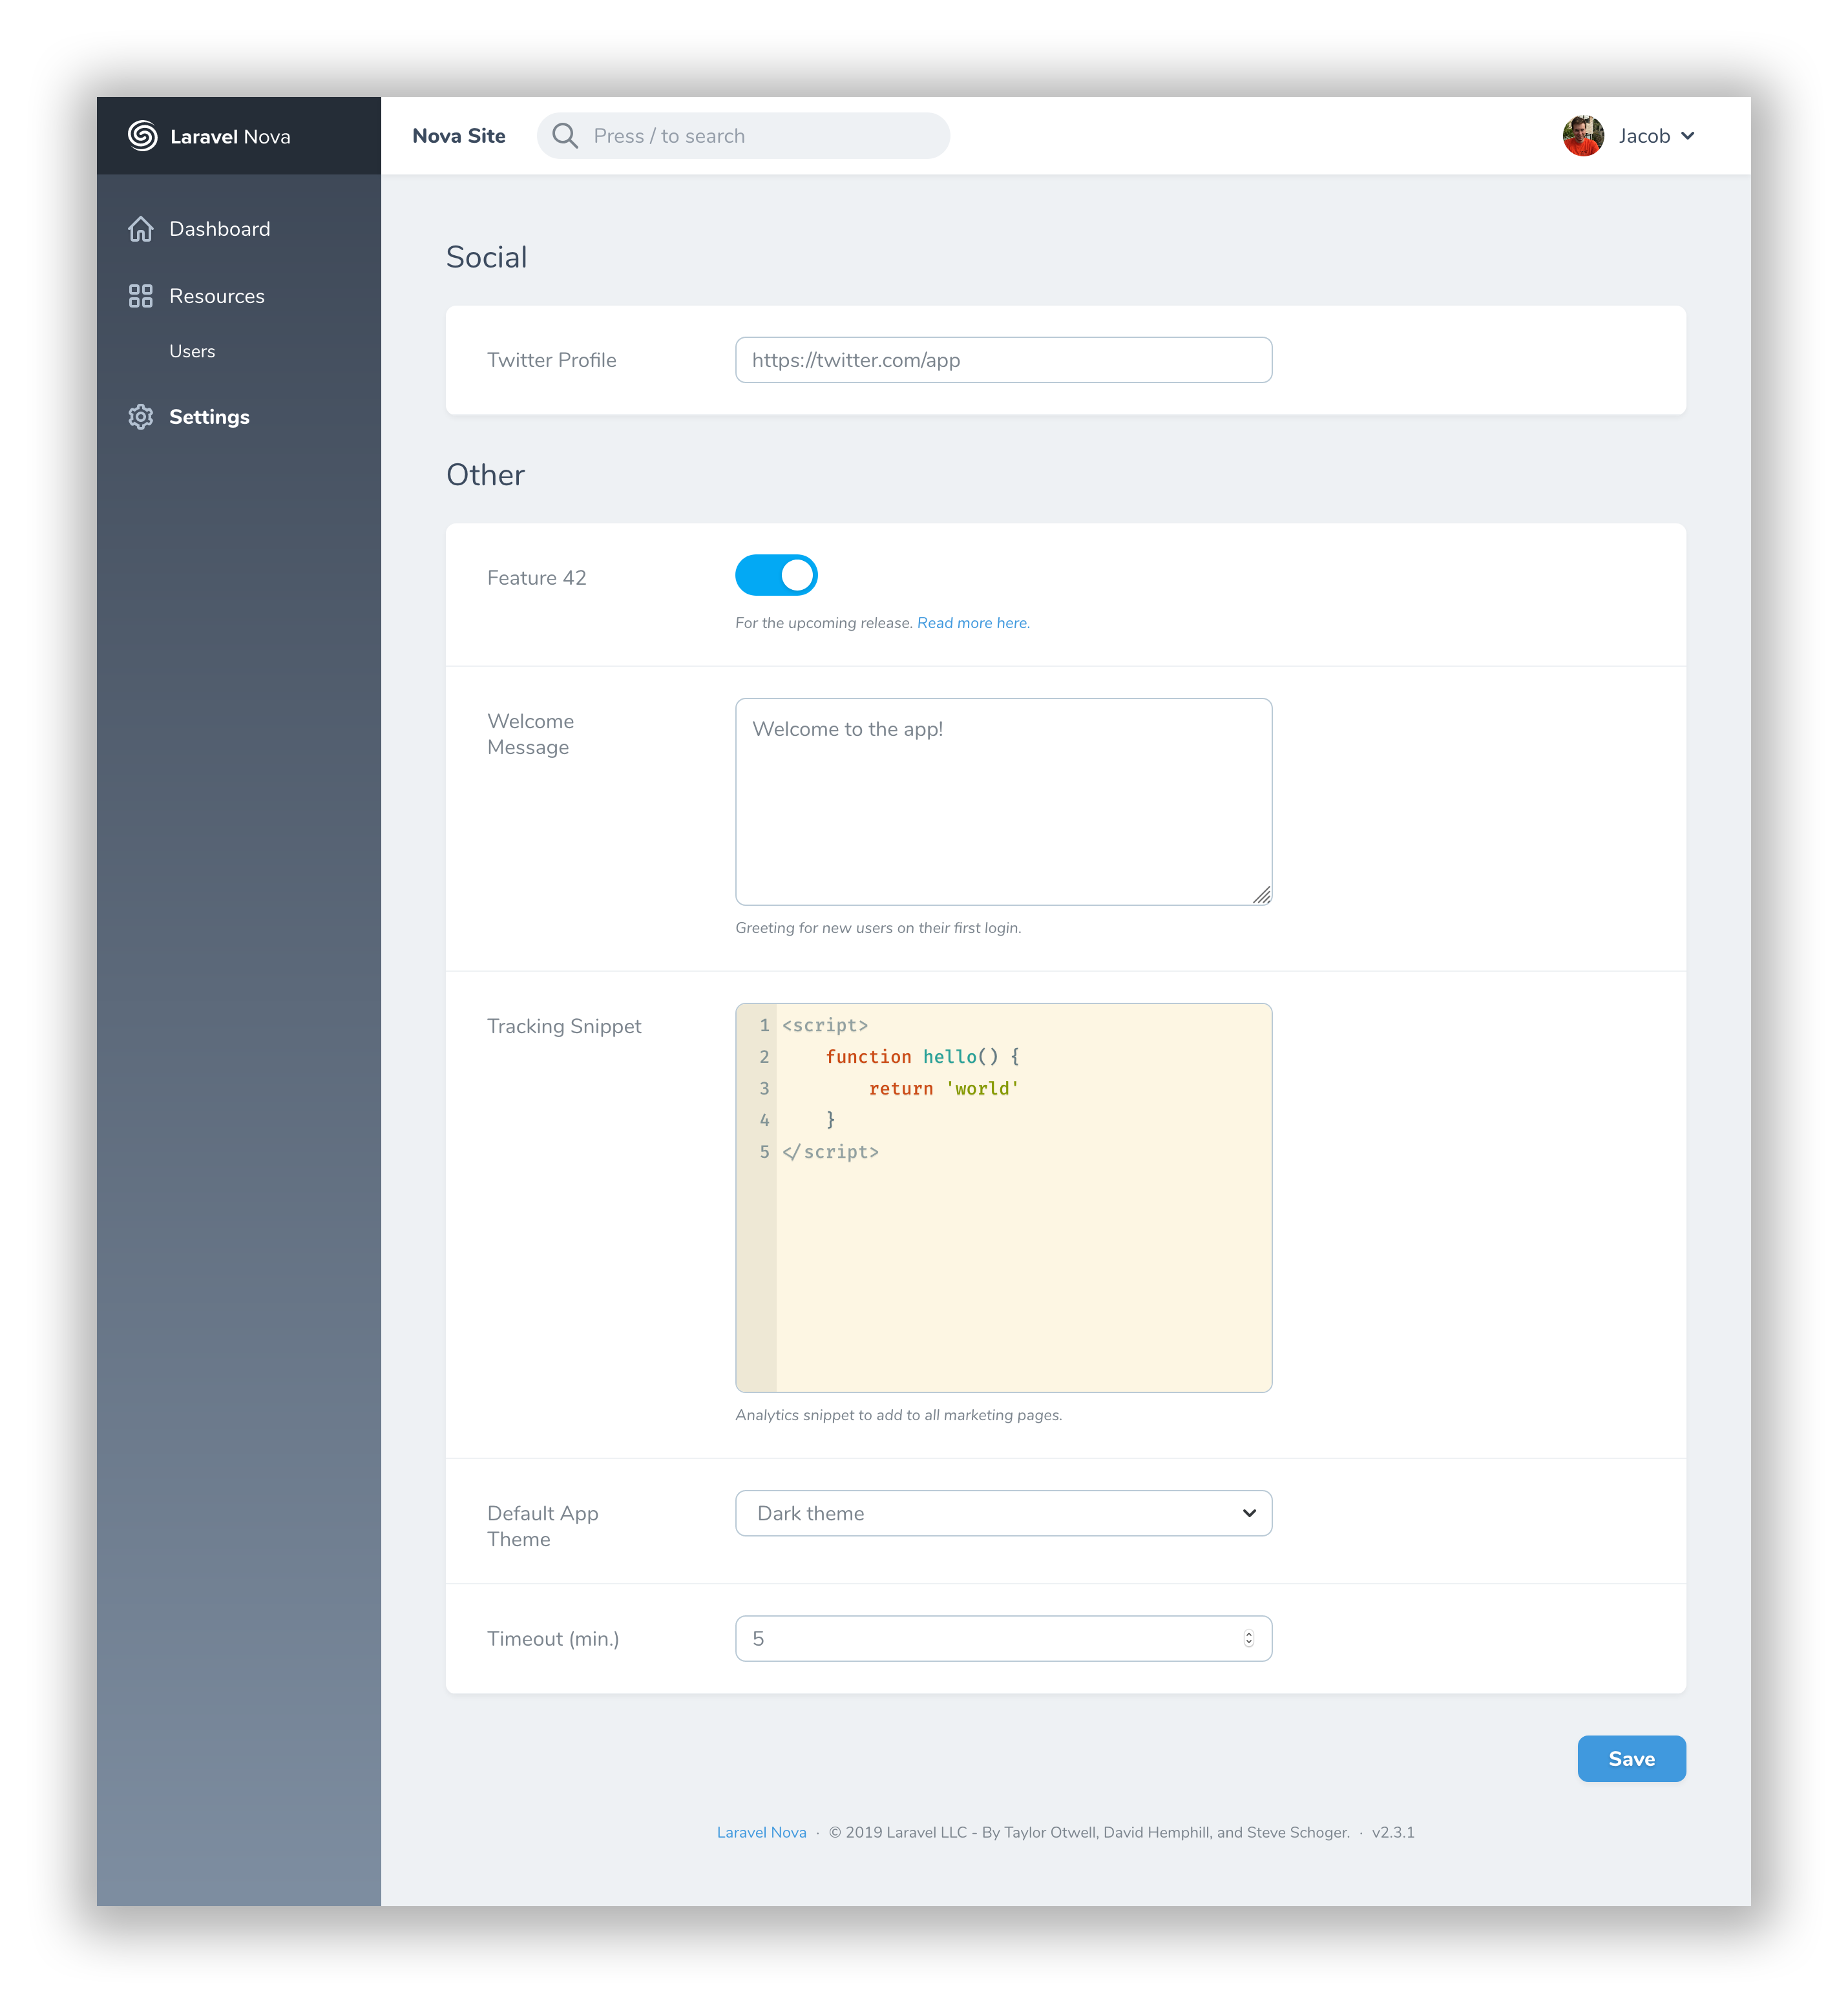 Laravel Nova
Nova Site
Press / to search
Jacob
Dashboard
Resources
Users
Settings
Social
Twitter Profile
https://twitter.com/app
Other
Feature 42
For the upcoming release. Read more here.
Welcome
Message
Welcome to the app!
Greeting for new users on their first login.
Tracking Snippet
1 <script>
2     function hello() {
3         return 'world'
4     }
5 </script>
Analytics snippet to add to all marketing pages.
Default App
Theme
Dark theme
Timeout (min.)
5
Save
Laravel Nova · © 2019 Laravel LLC - By Taylor Otwell, David Hemphill, and Steve Schoger. · v2.3.1